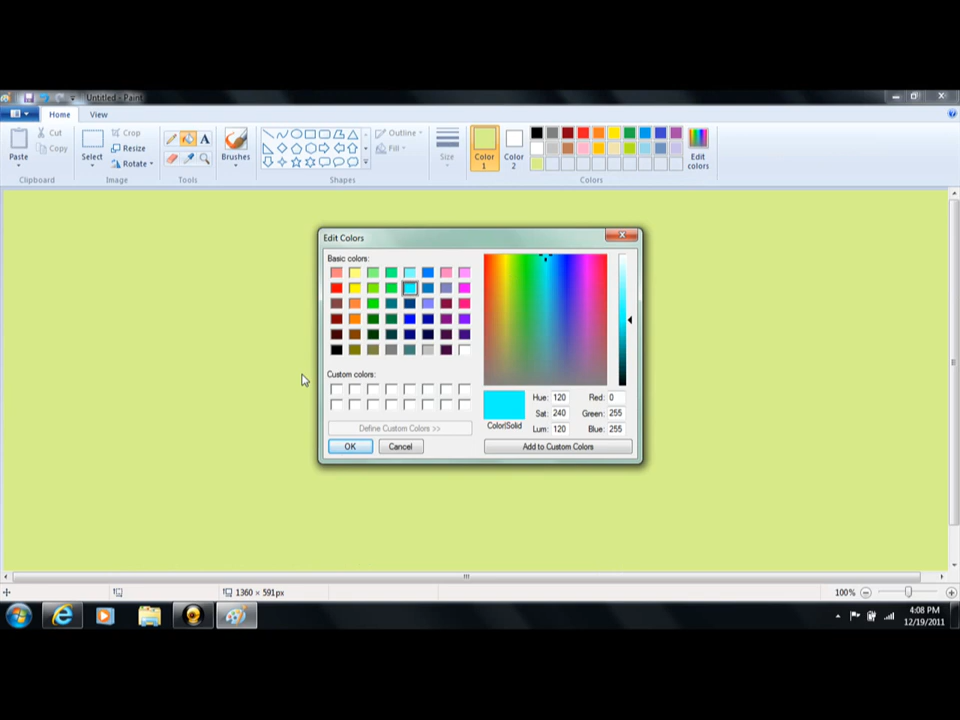 Untitled - Paint
Home View
Paste
Cut
Copy
Clipboard
Select
Crop
Resize
Rotate
Image
A
Tools
Brushes
Outline
Fill
Shapes
Size
Color 1
Color 2
Edit colors
Colors
Edit Colors
Basic colors:
Custom colors:
Define Custom Colors >>
OK Cancel
Color|Solid
Hue: 120 Red: 0
Sat: 240 Green: 255
Lum: 120 Blue: 255
Add to Custom Colors
1360 × 591px
100%
4:08 PM
12/19/2011